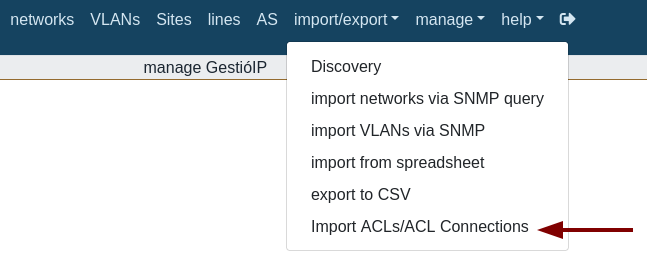 networks VLANs Sites lines AS import/export manage help
manage GestióIP
Discovery
import networks via SNMP query
import VLANs via SNMP
import from spreadsheet
export to CSV
Import ACLs/ACL Connections